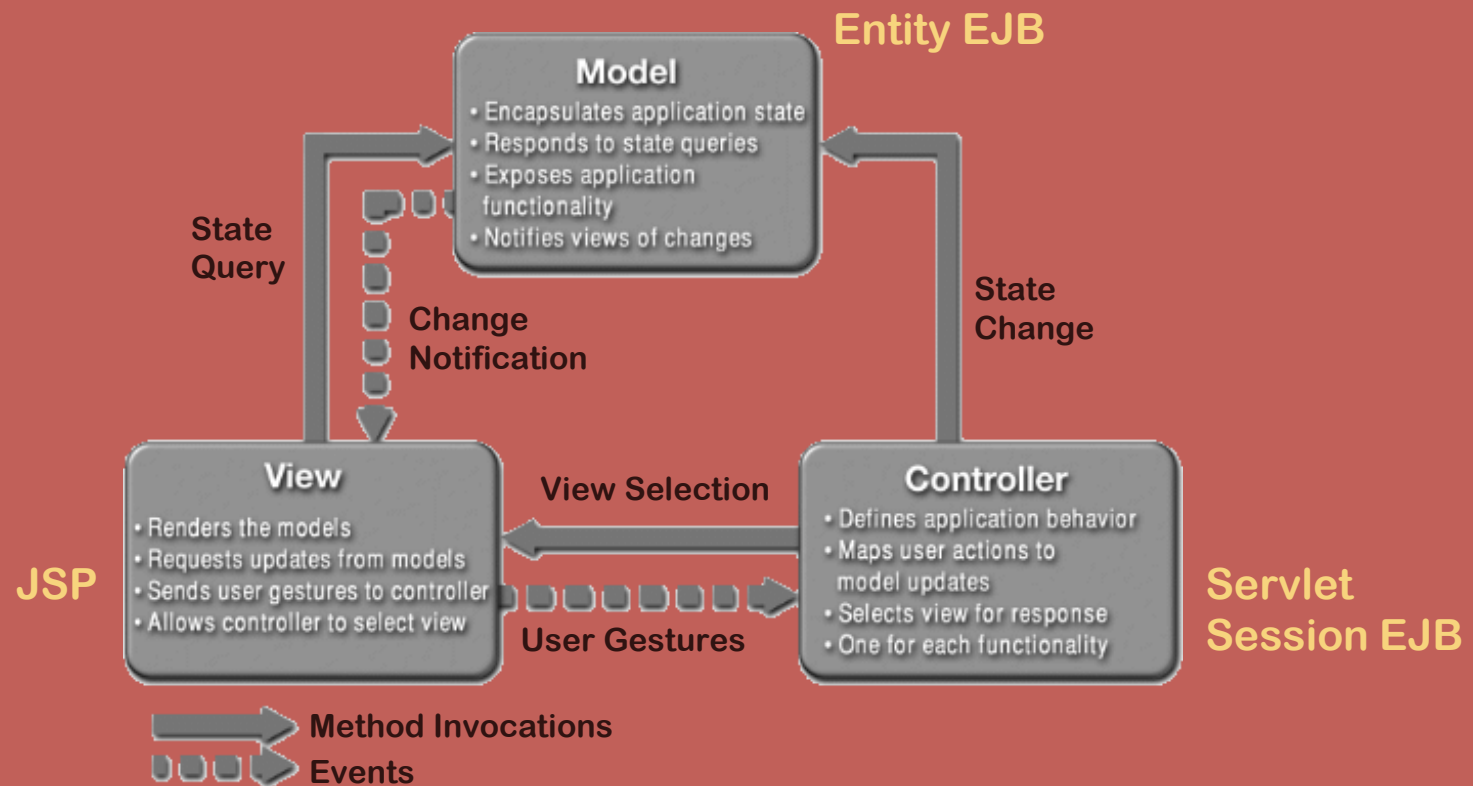 Entity EJB
Model
• Encapsulates application state
• Responds to state queries
• Exposes application
functionality
• Notifies views of changes
State
Query
Change
Notification
State
Change
View
• Renders the models
• Requests updates from models
• Sends user gestures to controller
• Allows controller to select view
JSP
View Selection
User Gestures
Controller
• Defines application behavior
• Maps user actions to
model updates
• Selects view for response
• One for each functionality
Servlet
Session EJB
Method Invocations
Events